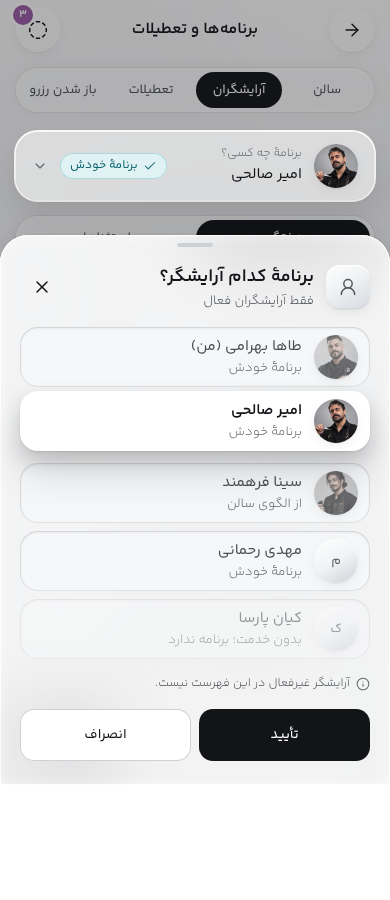 برنامه‌ها و تعطیلات
۳
سالن
آرایشگران
تعطیلات
باز شدن رزرو
برنامهٔ چه کسی؟
امیر صالحی
برنامهٔ خودش
برنامهٔ کدام آرایشگر؟
فقط آرایشگران فعال
طاها بهرامی (من)
برنامهٔ خودش
امیر صالحی
برنامهٔ خودش
سینا فرهمند
از الگوی سالن
م
مهدی رحمانی
برنامهٔ خودش
ک
کیان پارسا
بدون خدمت؛ برنامه ندارد
آرایشگر غیرفعال در این فهرست نیست.
تأیید
انصراف